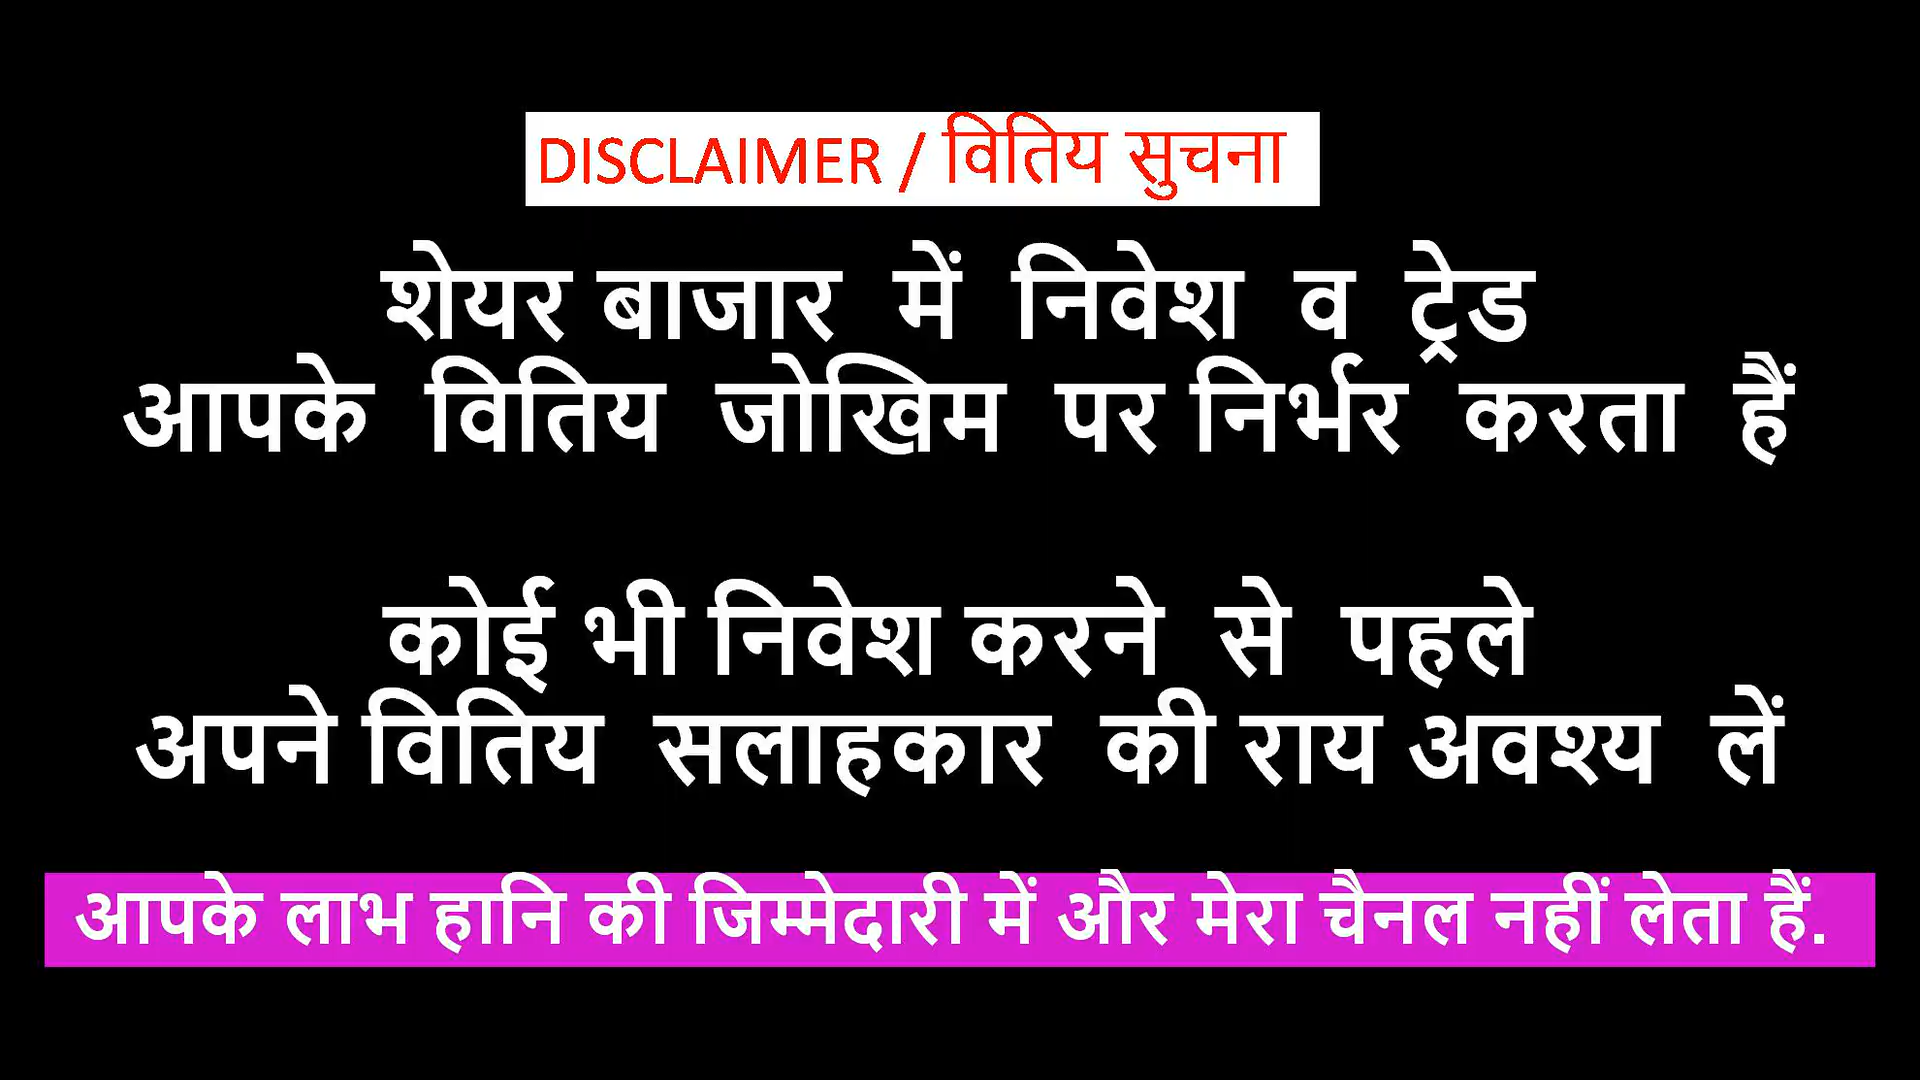 DISCLAIMER / वितिय सुचना
शेयर बाजार में निवेश व ट्रेड
आपके वितिय जोखिम पर निर्भर करता हैं
कोई भी निवेश करने से पहले
अपने वितिय सलाहकार की राय अवश्य लें
आपके लाभ हानि की जिम्मेदारी में और मेरा चैनल नहीं लेता हैं.